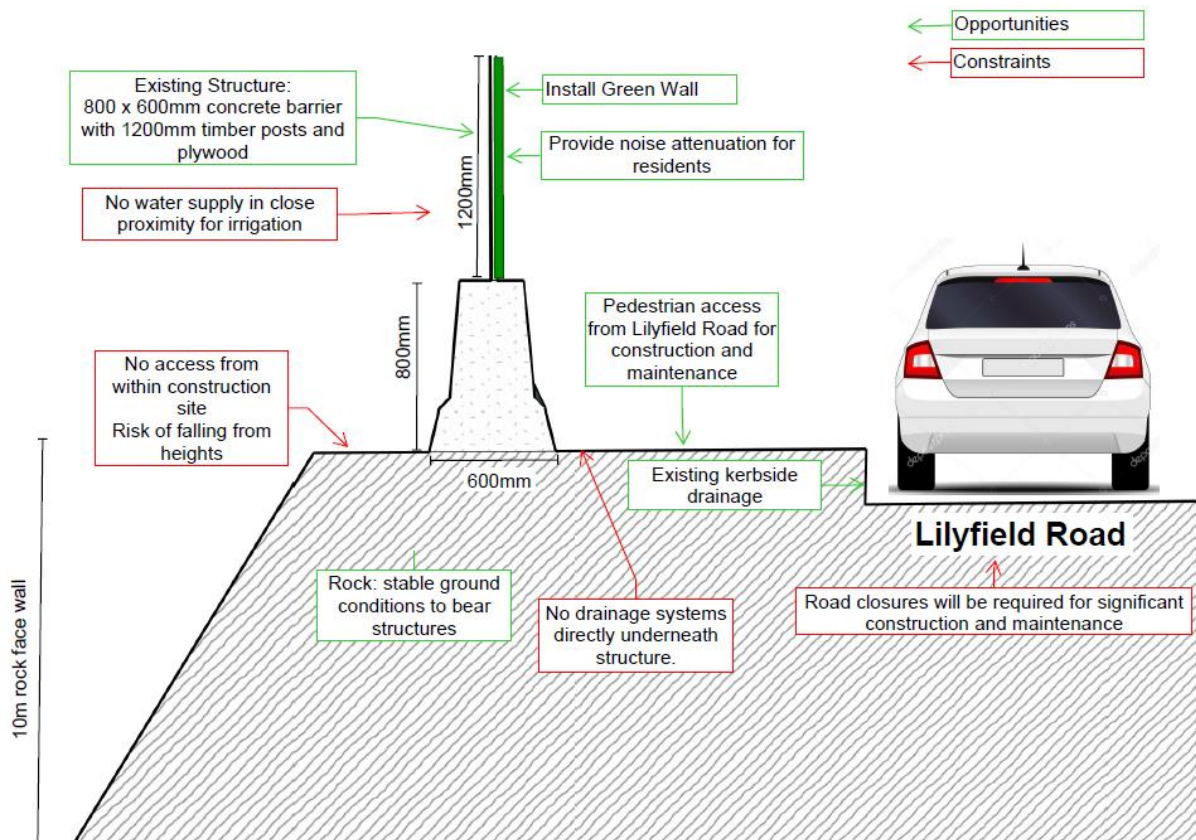 Opportunities
Constraints
Existing Structure:
800 x 600mm concrete barrier
with 1200mm timber posts and
plywood
Install Green Wall
Provide noise attenuation for
residents
1200mm
No water supply in close
proximity for irrigation
800mm
Pedestrian access
from Lilyfield Road for
construction and
maintenance
No access from
within construction
site
Risk of falling from
heights
600mm
Existing kerbside
drainage
Lilyfield Road
10m rock face wall
Rock: stable ground
conditions to bear
structures
No drainage systems
directly underneath
structure.
Road closures will be required for significant
construction and maintenance